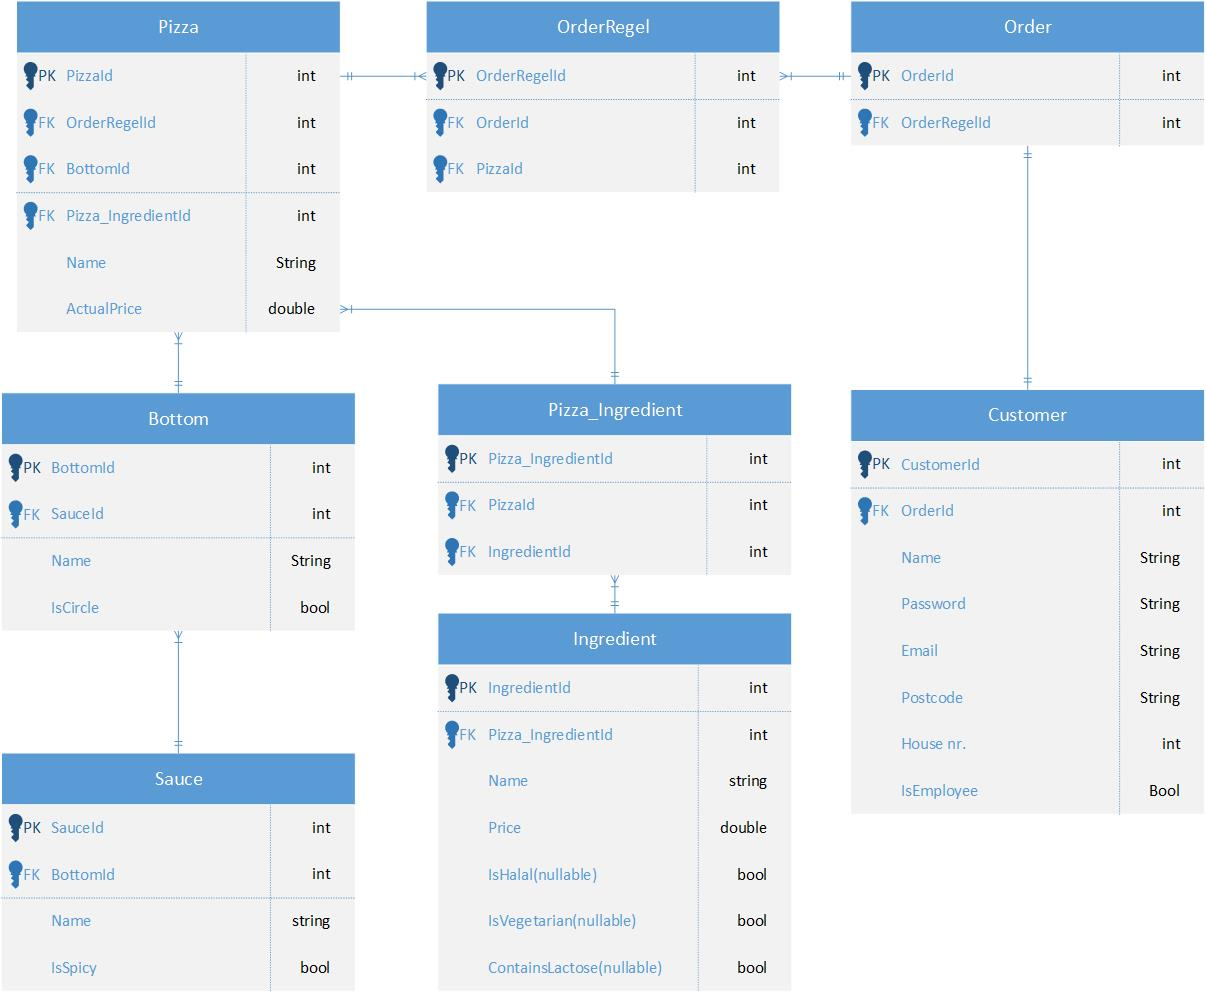 Pizza
PK PizzaId int
FK OrderRegelId int
FK BottomId int
FK Pizza_IngredientId int
Name String
ActualPrice double
OrderRegel
PK OrderRegelId int
FK OrderId int
FK PizzaId int
Order
PK OrderId int
FK OrderRegelId int
Bottom
PK BottomId int
FK SauceId int
Name String
IsCircle bool
Pizza_Ingredient
PK Pizza_IngredientId int
FK PizzaId int
FK IngredientId int
Customer
PK CustomerId int
FK OrderId int
Name String
Password String
Email String
Postcode String
House nr. int
IsEmployee Bool
Sauce
PK SauceId int
FK BottomId int
Name string
IsSpicy bool
Ingredient
PK IngredientId int
FK Pizza_IngredientId int
Name string
Price double
IsHalal(nullable) bool
IsVegetarian(nullable) bool
ContainsLactose(nullable) bool